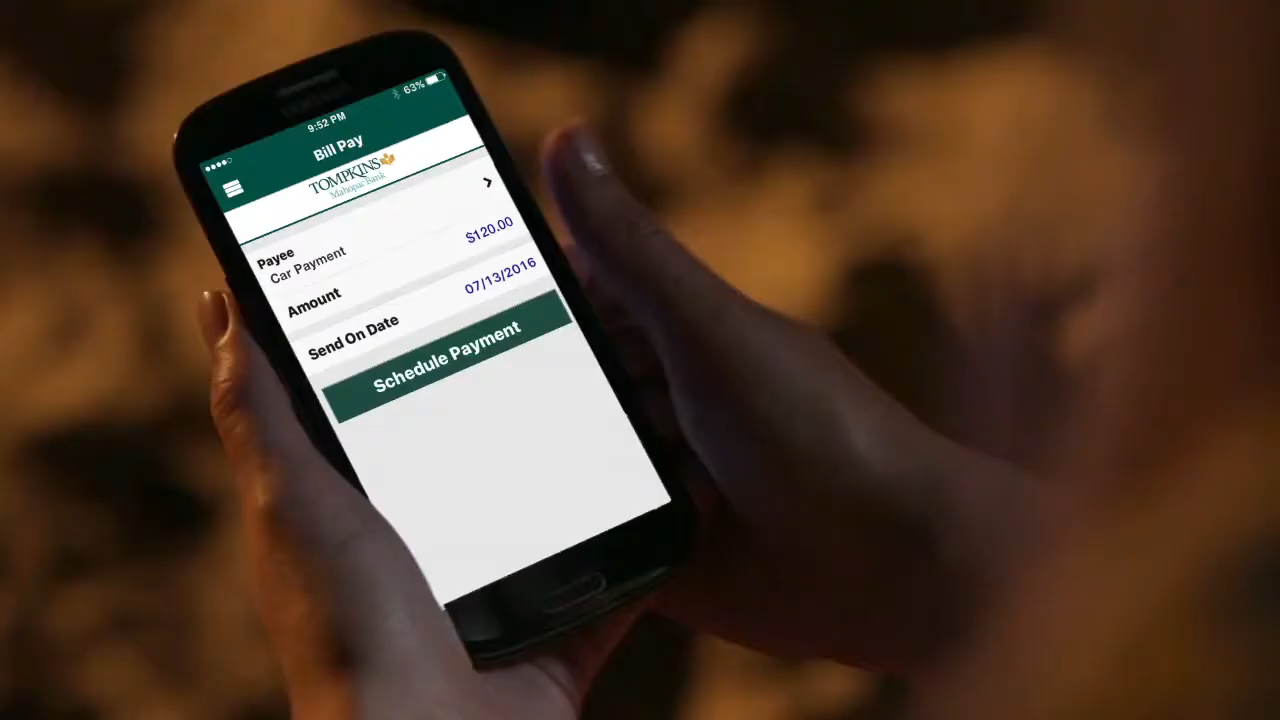 63%
9:52 PM
Bill Pay
TOMPKINS
Mahopac Bank
Payee
Car Payment
Amount
$120.00
Send On Date
07/13/2016
Schedule Payment